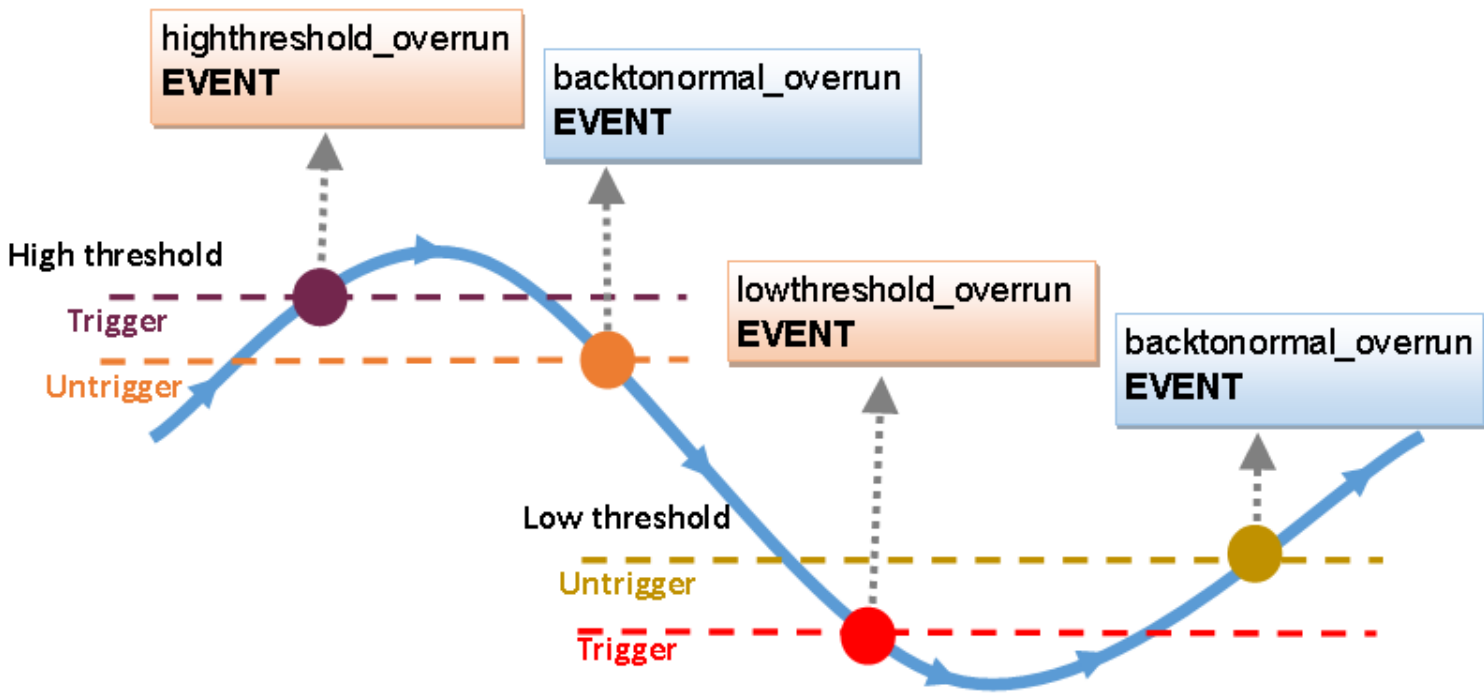 highthreshold_overrun
EVENT
backtonormal_overrun
EVENT
High threshold
Trigger
Untrigger
lowthreshold_overrun
EVENT
backtonormal_overrun
EVENT
Low threshold
Untrigger
Trigger